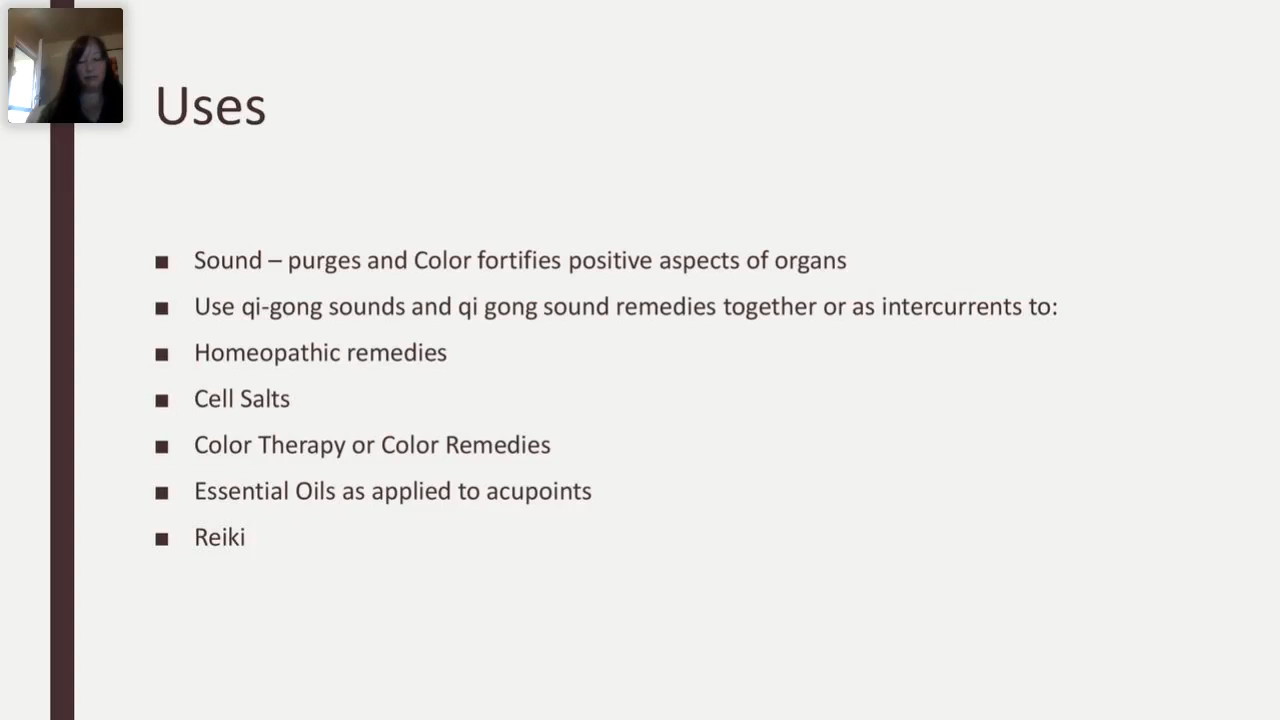 Uses
Sound – purges and Color fortifies positive aspects of organs
Use qi-gong sounds and qi gong sound remedies together or as intercurrents to:
Homeopathic remedies
Cell Salts
Color Therapy or Color Remedies
Essential Oils as applied to acupoints
Reiki